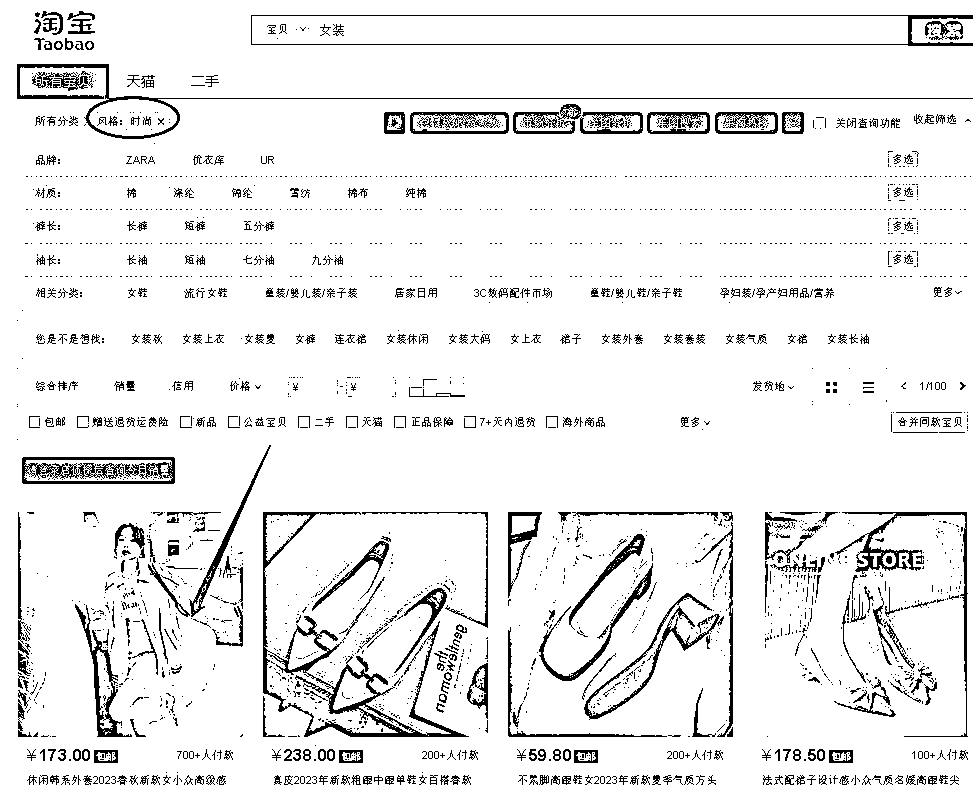 淘宝
Taobao
宝贝 女装 搜索
所有宝贝 天猫 二手
所有分类 风格：时尚 × 关闭查询功能 收起筛选
品牌： ZARA 优衣库 UR 多选
材质： 棉 涤纶 锦纶 雪纺 棉布 纯棉 多选
裤长： 长裤 短裤 五分裤 多选
袖长： 长袖 短袖 七分袖 九分袖 多选
相关分类： 女鞋 流行女鞋 童装/婴儿装/亲子装 居家日用 3C数码配件市场 童鞋/婴儿鞋/亲子鞋 孕妇装/孕产妇用品/营养 更多
您是不是想找： 女装秋 女装上衣 女装夏 女裤 连衣裙 女装休闲 女装大码 女上衣 裙子 女装外套 女装套装 女装气质 女裙 女装长袖
综合排序 销量 信用 价格 ¥ - ¥ 发货地 < 1/100 >
包邮 赠送退货运费险 新品 公益宝贝 二手 天猫 正品保障 7+天内退货 海外商品 更多 合并同款宝贝
ONLINE STORE
the
gentlewoman
¥173.00 包邮 700+人付款
¥238.00 包邮 200+人付款
¥59.80 包邮 200+人付款
¥178.50 包邮 100+人付款
休闲韩系外套2023春秋新款女小众高级感
真皮2023年新款粗跟中跟单鞋女百搭春款
不累脚高跟鞋女2023年新款夏季气质方头
法式配裙子设计感小众气质名媛高跟鞋尖